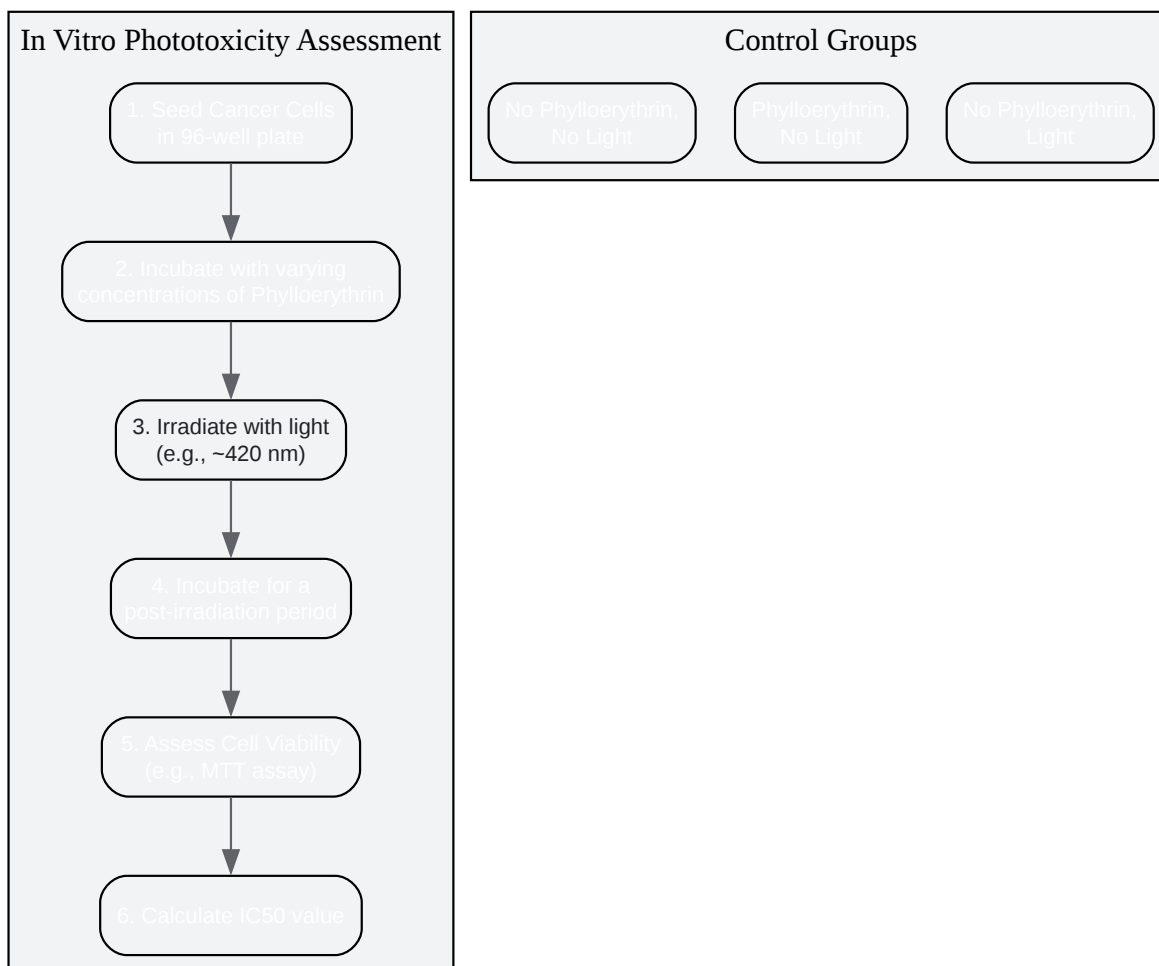 In Vitro Phototoxicity Assessment
1. Seed Cancer Cells
in 96-well plate
2. Incubate with varying
concentrations of Phylloerythrin
3. Irradiate with light
(e.g., ~420 nm)
4. Incubate for a
post-irradiation period
5. Assess Cell Viability
(e.g., MTT assay)
6. Calculate IC50 value
Control Groups
No Phylloerythrin,
No Light
Phylloerythrin,
No Light
No Phylloerythrin,
Light